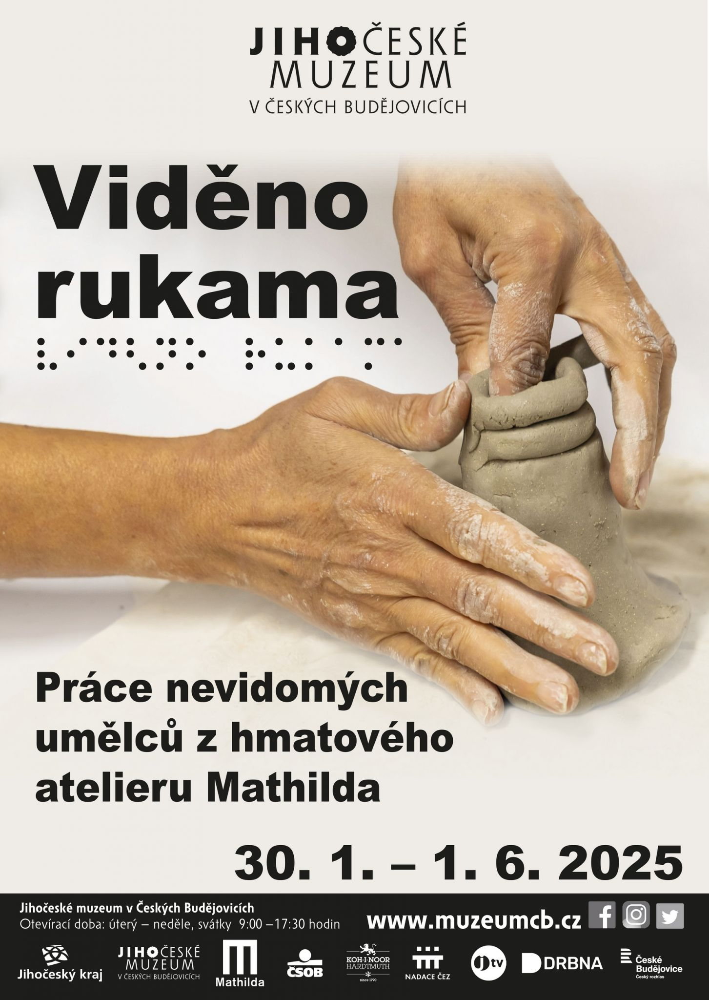 JIHOČESKÉ
MUZEUM
V ČESKÝCH BUDĚJOVICÍCH
Viděno
rukama
⠧⠊⠙⠣⠝⠕ ⠗⠥⠅⠁⠍⠁
Práce nevidomých
umělců z hmatového
atelieru Mathilda
30. 1. – 1. 6. 2025
Jihočeské muzeum v Českých Budějovicích
Otevírací doba: úterý – neděle, svátky 9:00 –17:30 hodin
www.muzeumcb.cz
Jihočeský kraj
JIHOČESKÉ
MUZEUM
V ČESKÝCH BUDĚJOVICÍCH
Mathilda
ČSOB
KOH-I-NOOR
HARDTMUTH
since 1790
NADACE ČEZ
jtv
DRBNA
České
Budějovice
Český rozhlas